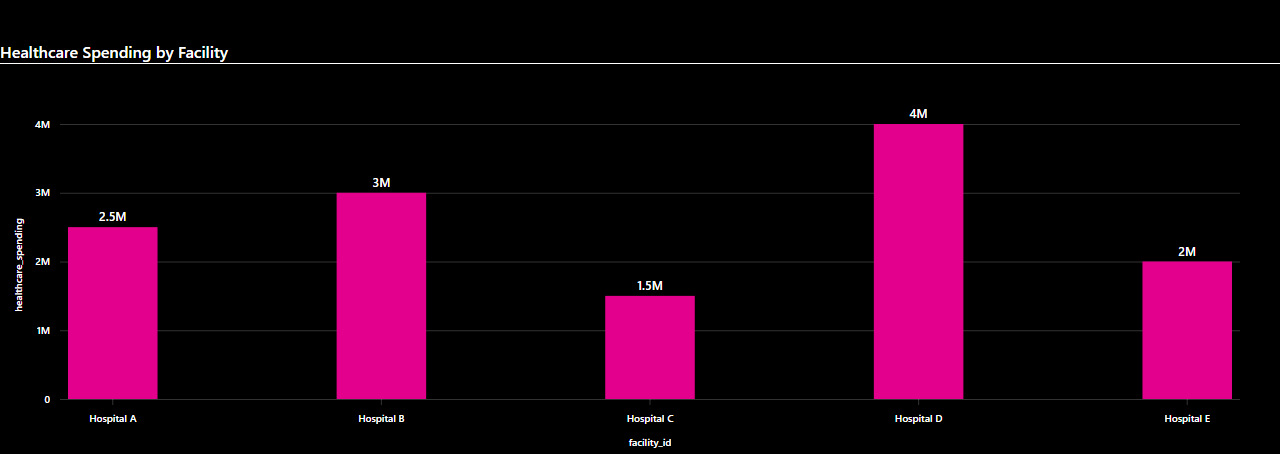 Healthcare Spending by Facility
4M
3M
2M
1M
0
healthcare_spending
2.5M
3M
1.5M
4M
2M
Hospital A
Hospital B
Hospital C
Hospital D
Hospital E
facility_id